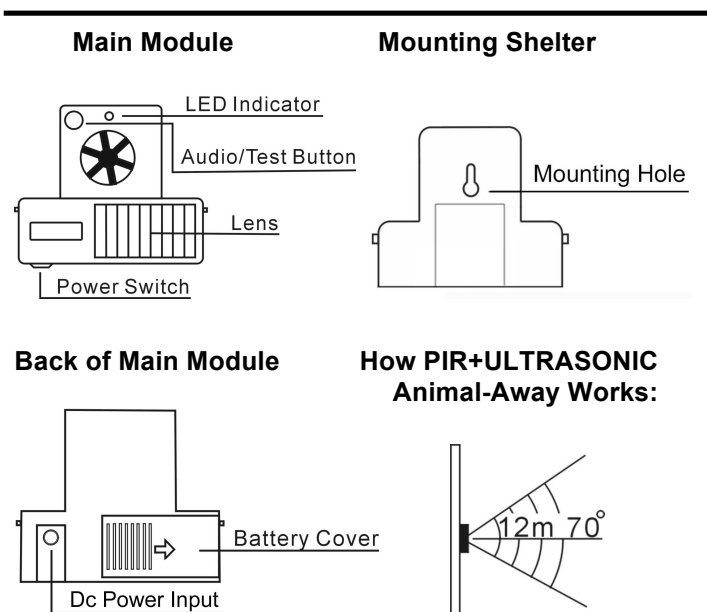 Main Module
Mounting Shelter
LED Indicator
Audio/Test Button
Lens
Power Switch
Mounting Hole
Back of Main Module
How PIR+ULTRASONIC
Animal-Away Works:
Battery Cover
Dc Power Input
12m 70°